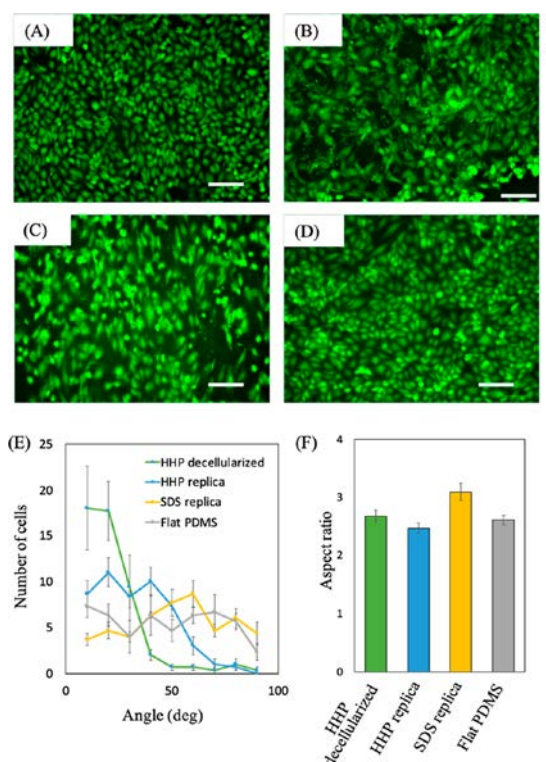 (A)
(B)
(C)
(D)
(E)
25
20
15
10
5
0
Number of cells
HHP decellularized
HHP replica
SDS replica
Flat PDMS
0
50
100
Angle (deg)
(F)
4
3
2
1
0
Aspect ratio
HHP
decellularized
HHP replica
SDS replica
Flat PDMS